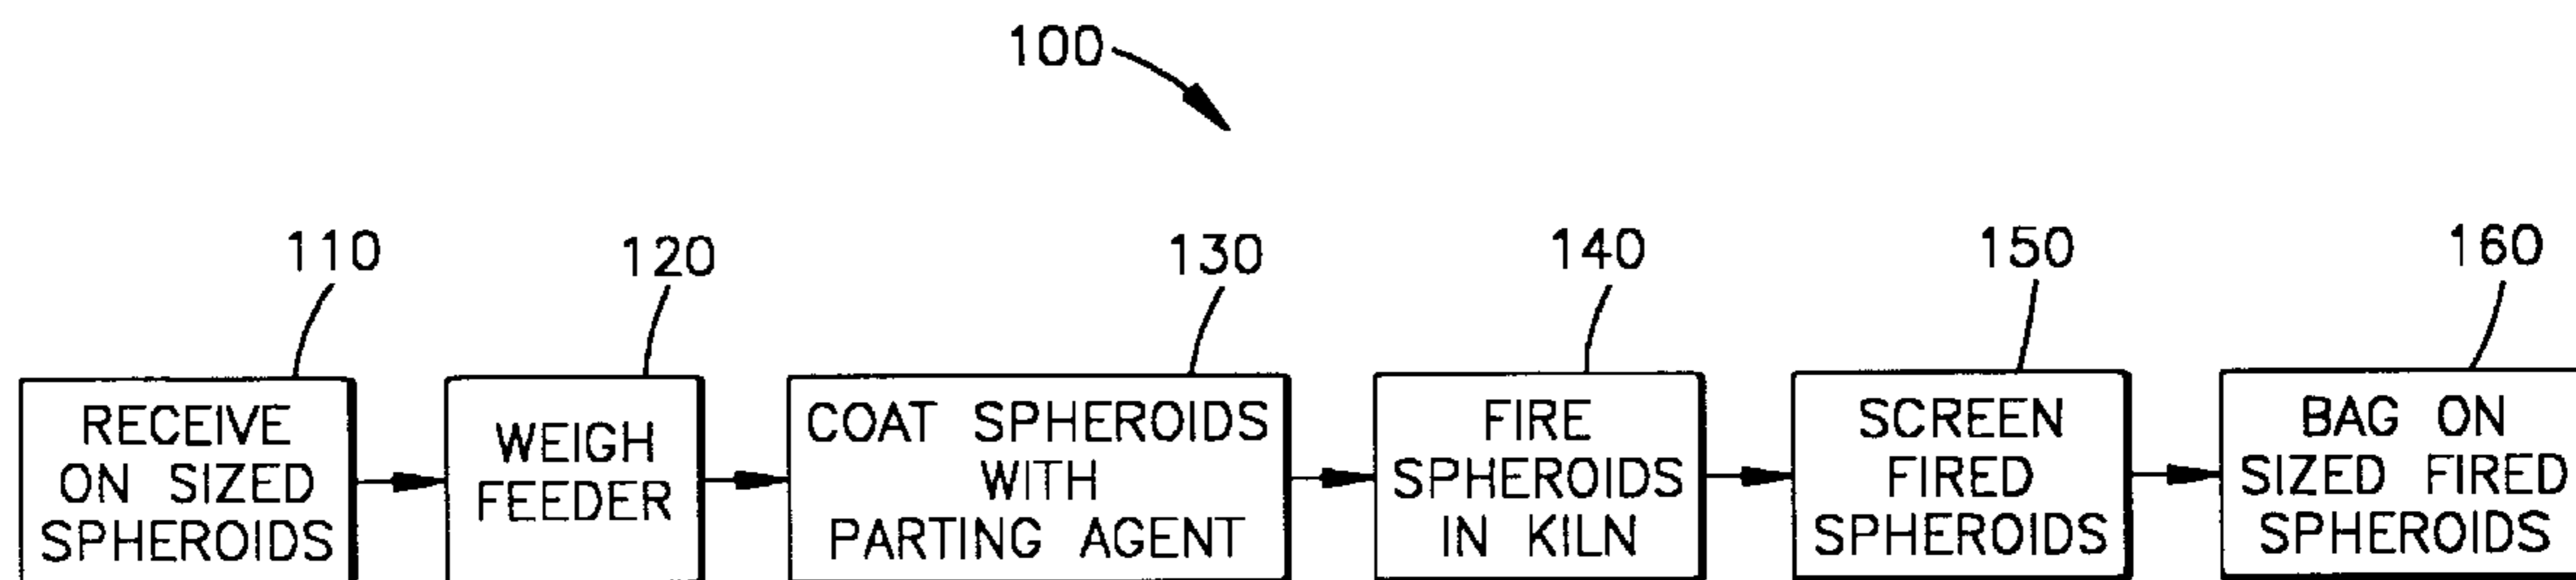 100
110
120
130
140
150
160
RECEIVE
ON SIZED
SPHEROIDS
WEIGH
FEEDER
COAT SPHEROIDS
WITH
PARTING AGENT
FIRE
SPHEROIDS
IN KILN
SCREEN
FIRED
SPHEROIDS
BAG ON
SIZED FIRED
SPHEROIDS